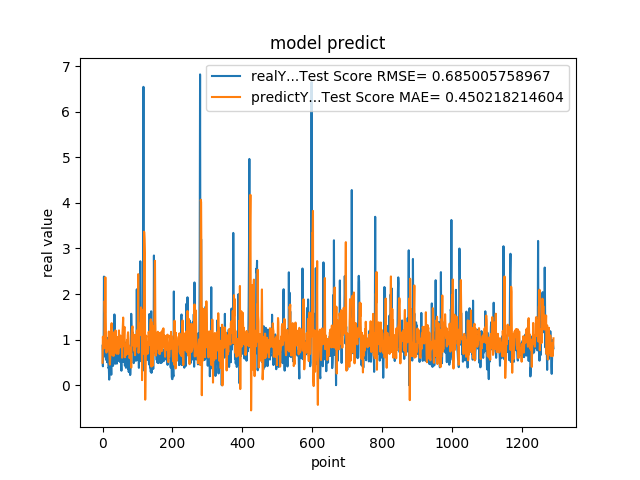 model predict
realY...Test Score RMSE= 0.685005758967
predictY...Test Score MAE= 0.450218214604
7
6
5
4
3
2
1
0
real value
0 200 400 600 800 1000 1200
point